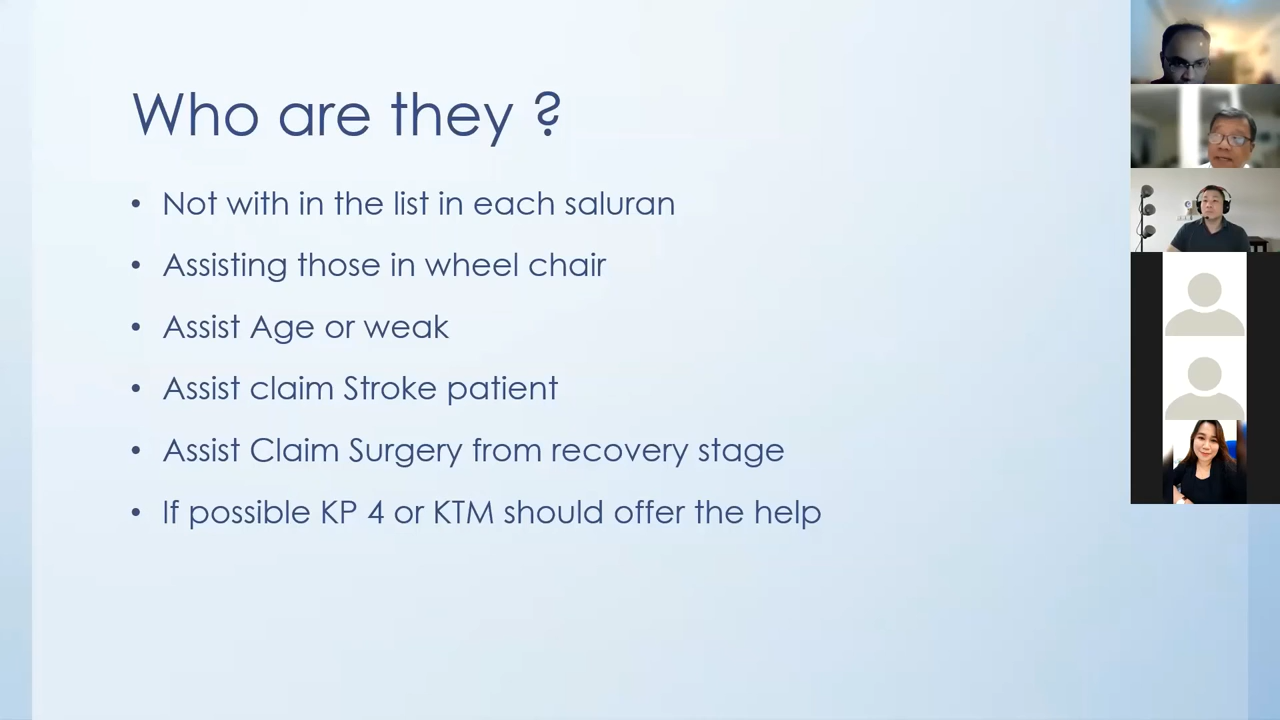 Who are they ?
• Not with in the list in each saluran
• Assisting those in wheel chair
• Assist Age or weak
• Assist claim Stroke patient
• Assist Claim Surgery from recovery stage
• If possible KP 4 or KTM should offer the help